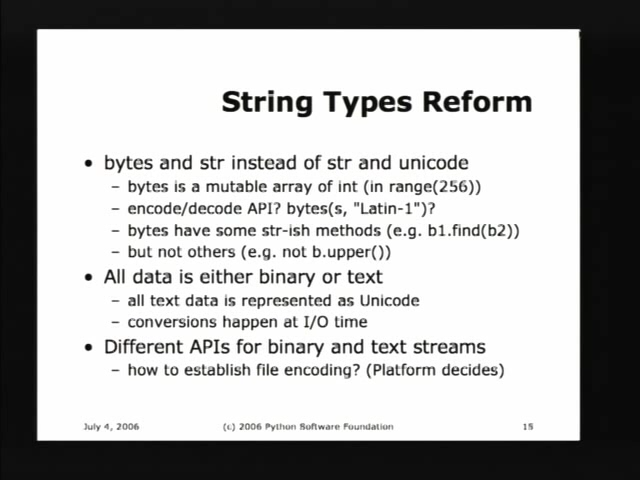 String Types Reform
• bytes and str instead of str and unicode
– bytes is a mutable array of int (in range(256))
– encode/decode API? bytes(s, "Latin-1")?
– bytes have some str-ish methods (e.g. b1.find(b2))
– but not others (e.g. not b.upper())
• All data is either binary or text
– all text data is represented as Unicode
– conversions happen at I/O time
• Different APIs for binary and text streams
– how to establish file encoding? (Platform decides)
July 4, 2006
(c) 2006 Python Software Foundation
15